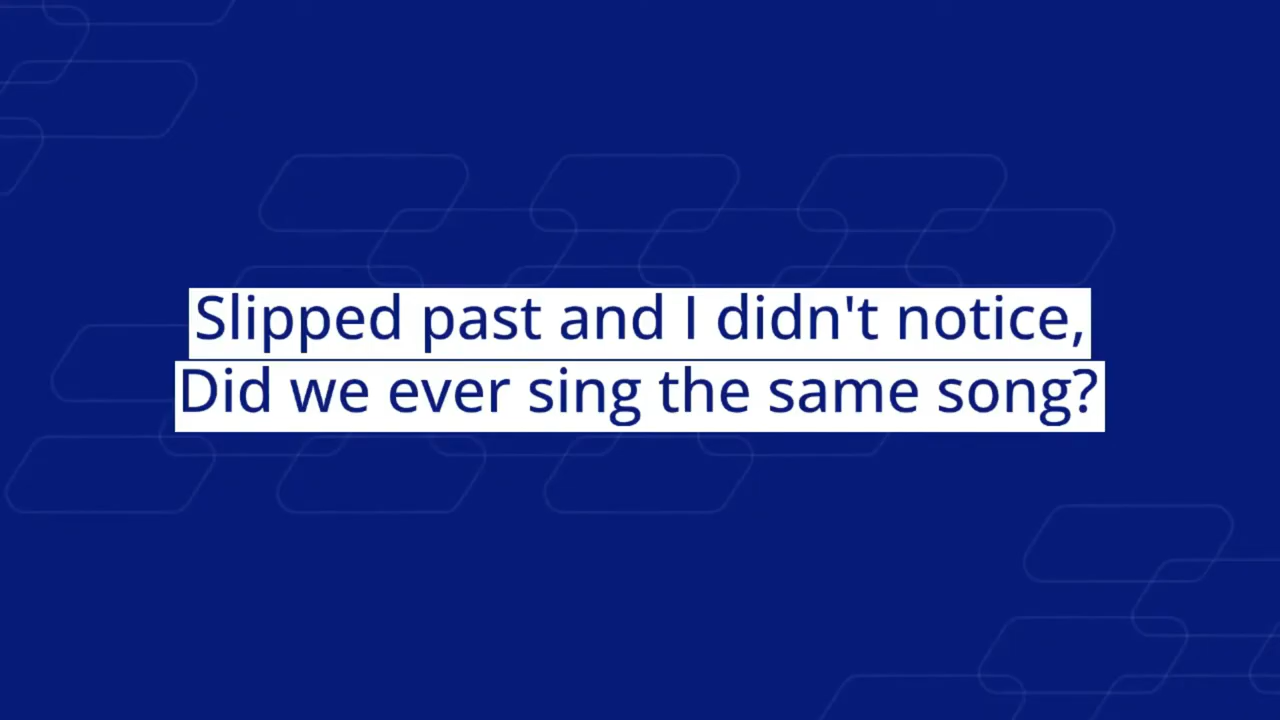 Slipped past and I didn't notice,
Did we ever sing the same song?